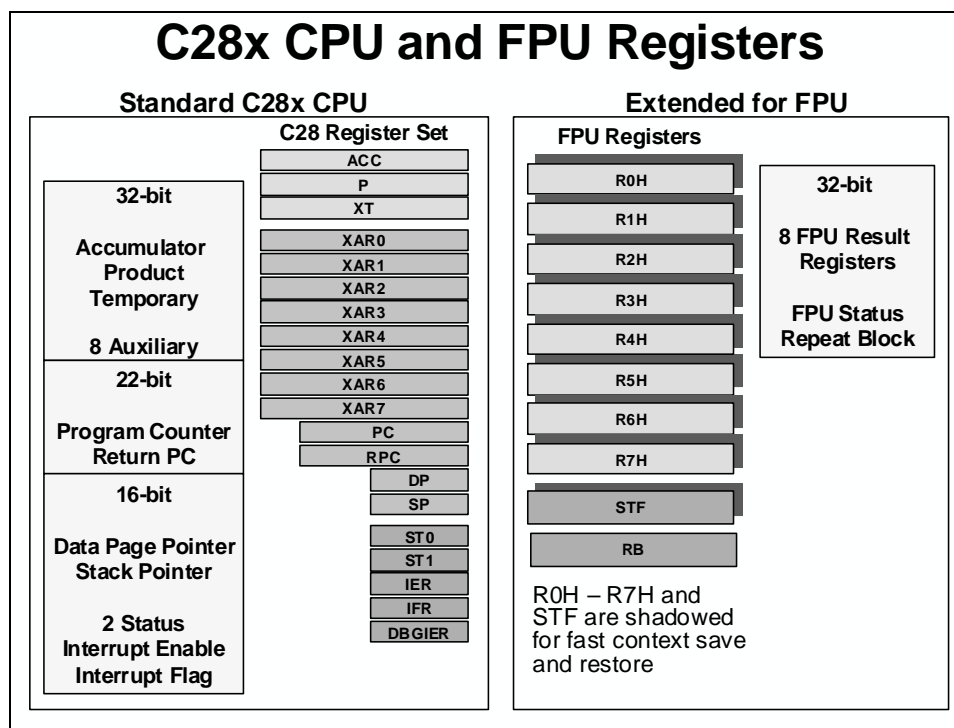 C28x CPU and FPU Registers
Standard C28x CPU
C28 Register Set
32-bit
Accumulator
Product
Temporary
8 Auxiliary
22-bit
Program Counter
Return PC
16-bit
Data Page Pointer
Stack Pointer
2 Status
Interrupt Enable
Interrupt Flag
ACC
P
XT
XAR0
XAR1
XAR2
XAR3
XAR4
XAR5
XAR6
XAR7
PC
RPC
DP
SP
ST0
ST1
IER
IFR
DBGIER
Extended for FPU
FPU Registers
R0H
R1H
R2H
R3H
R4H
R5H
R6H
R7H
STF
RB
32-bit
8 FPU Result
Registers
FPU Status
Repeat Block
R0H – R7H and
STF are shadowed
for fast context save
and restore